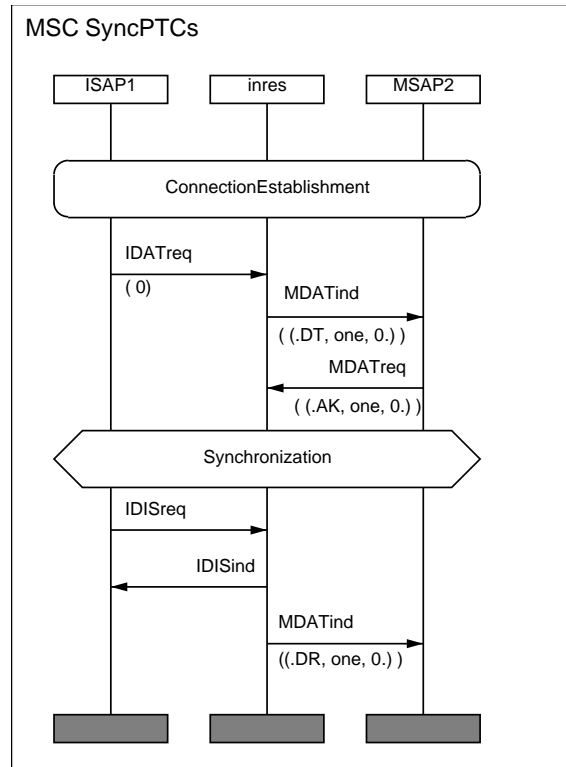 MSC SyncPTCs
ISAP1 inres MSAP2
ConnectionEstablishment
IDATreq
( 0)
MDATind
( (.DT, one, 0.) )
MDATreq
( (.AK, one, 0.) )
Synchronization
IDISreq
IDISind
MDATind
((.DR, one, 0.) )